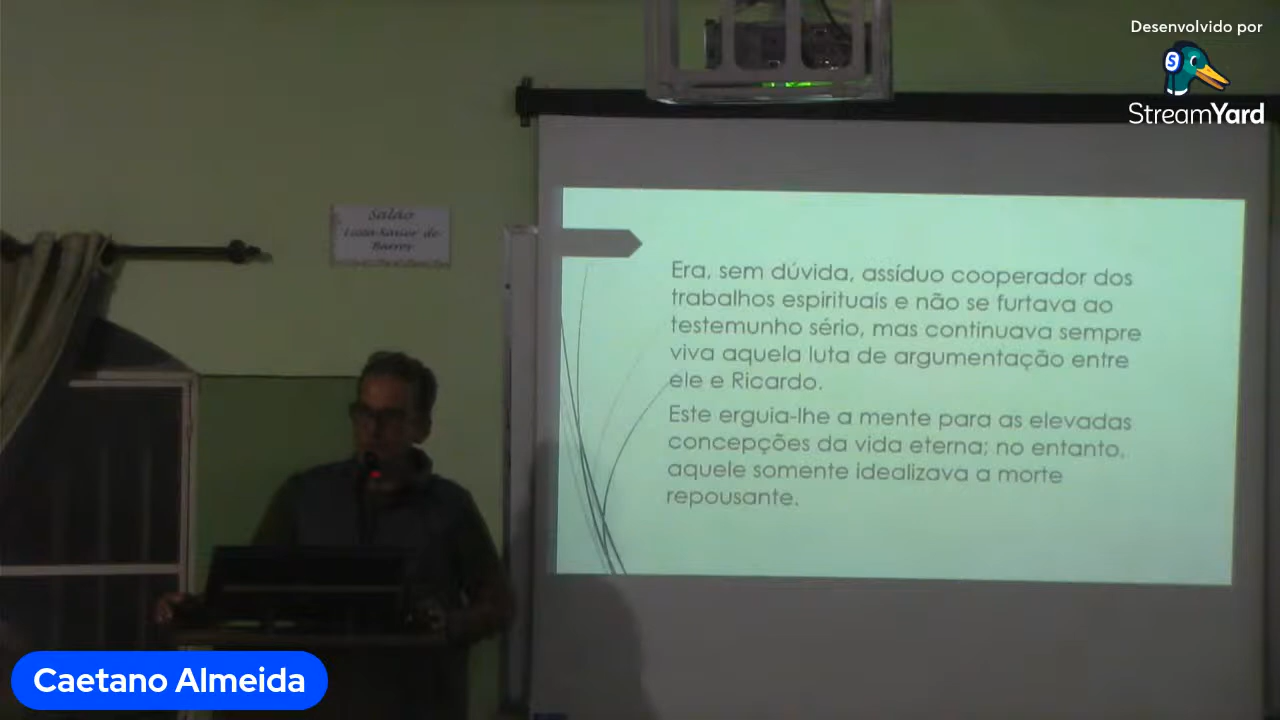 Desenvolvido por
StreamYard
Salão
Barros
Era, sem dúvida, assíduo cooperador dos
trabalhos espirituais e não se furtava ao
testemunho sério, mas continuava sempre
viva aquela luta de argumentação entre
ele e Ricardo.
Este erguia-lhe a mente para as elevadas
concepções da vida eterna; no entanto,
aquele somente idealizava a morte
repousante.
Caetano Almeida